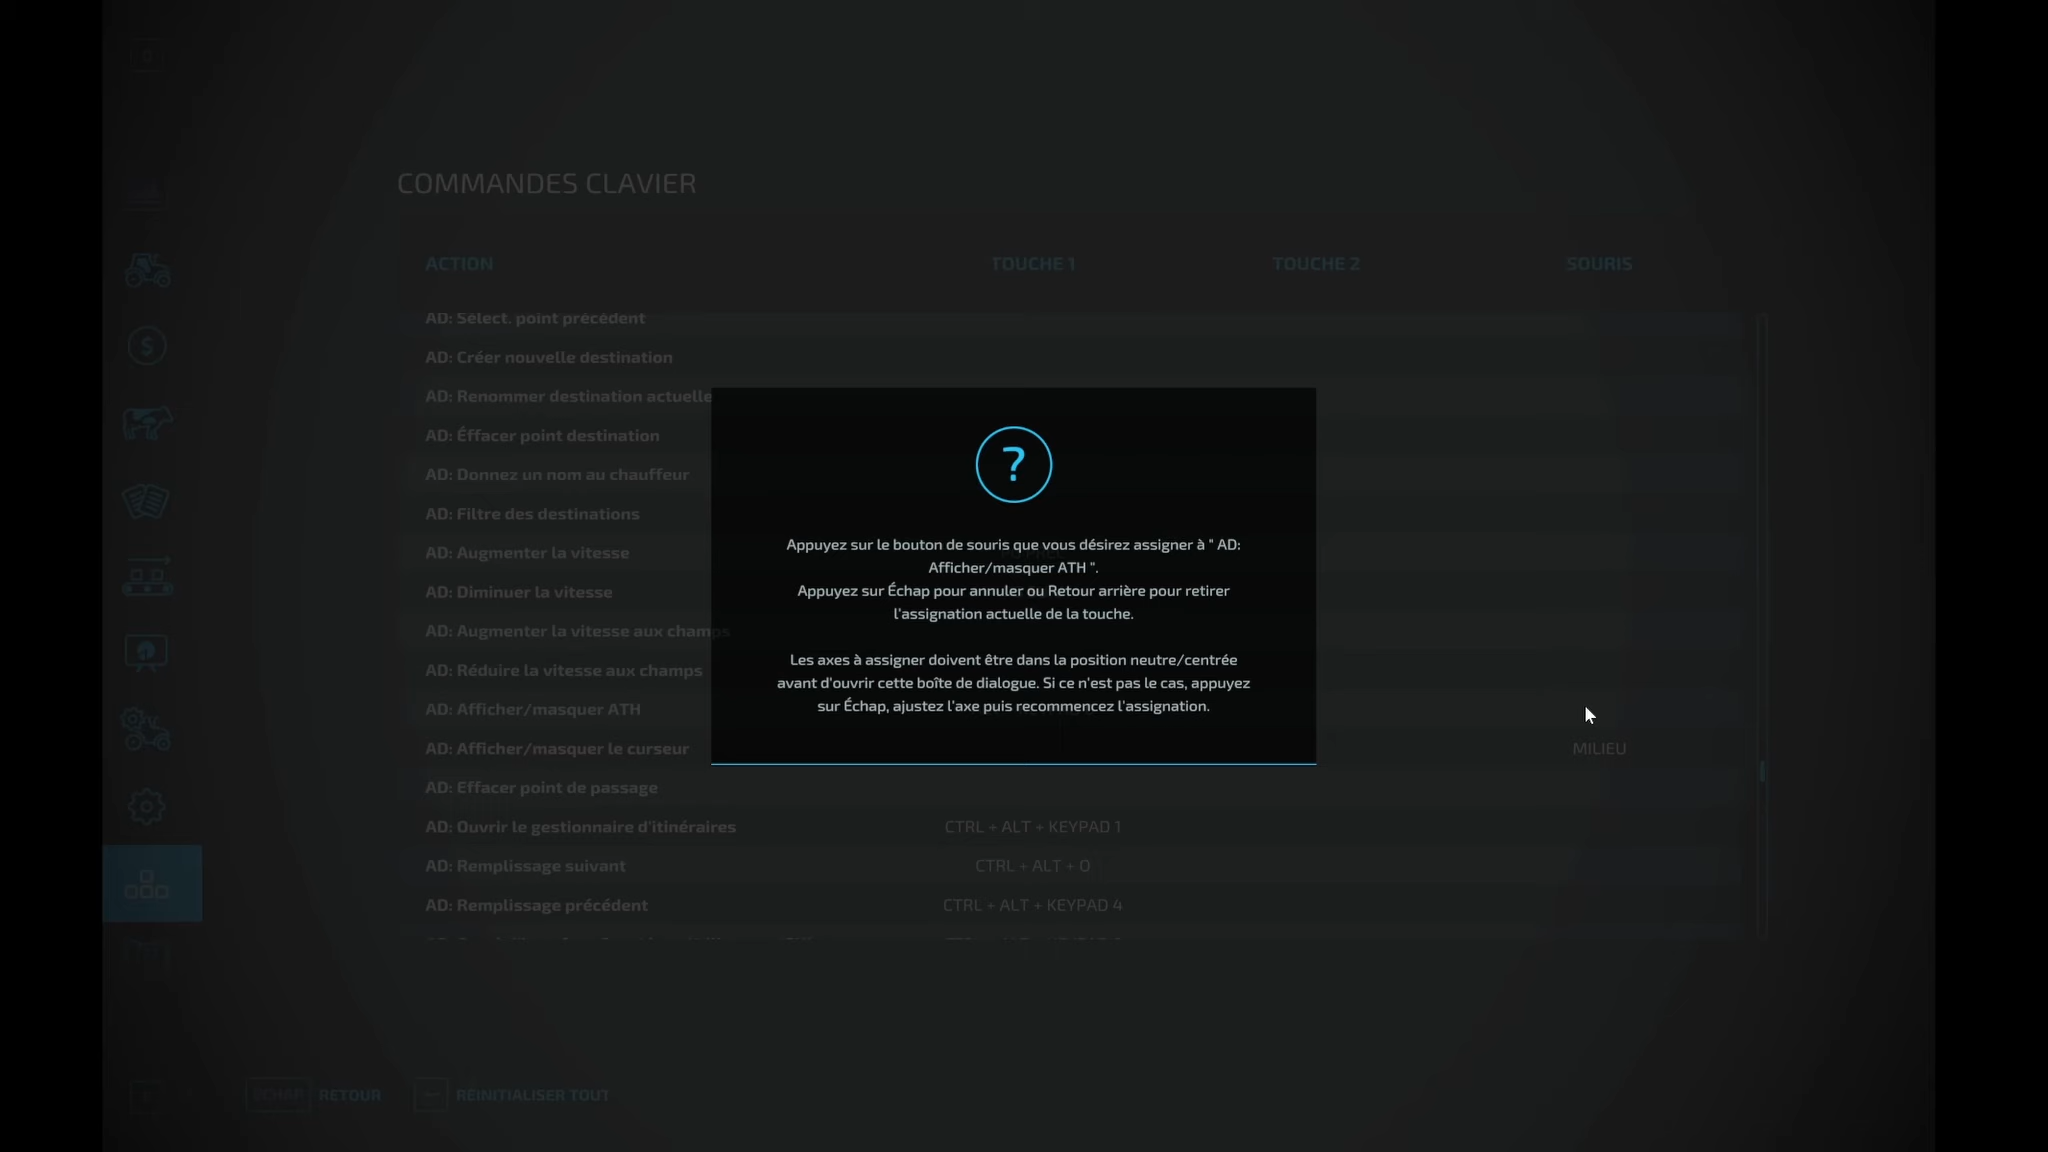 COMMANDES CLAVIER
ACTION TOUCHE 1 TOUCHE 2 SOURIS
AD: Sélect. point précédent
AD: Créer nouvelle destination
AD: Renommer destination actuelle
AD: Éffacer point destination
AD: Donnez un nom au chauffeur
AD: Filtre des destinations
AD: Augmenter la vitesse
AD: Diminuer la vitesse
AD: Augmenter la vitesse aux champs
AD: Réduire la vitesse aux champs
AD: Afficher/masquer ATH
AD: Afficher/masquer le curseur MILIEU
AD: Effacer point de passage
AD: Ouvrir le gestionnaire d'itinéraires CTRL + ALT + KEYPAD 1
AD: Remplissage suivant CTRL + ALT + O
AD: Remplissage précédent CTRL + ALT + KEYPAD 4
?
Appuyez sur le bouton de souris que vous désirez assigner à " AD:
Afficher/masquer ATH ".
Appuyez sur Échap pour annuler ou Retour arrière pour retirer
l'assignation actuelle de la touche.
Les axes à assigner doivent être dans la position neutre/centrée
avant d'ouvrir cette boîte de dialogue. Si ce n'est pas le cas, appuyez
sur Échap, ajustez l'axe puis recommencez l'assignation.
ECHAP RETOUR RÉINITIALISER TOUT